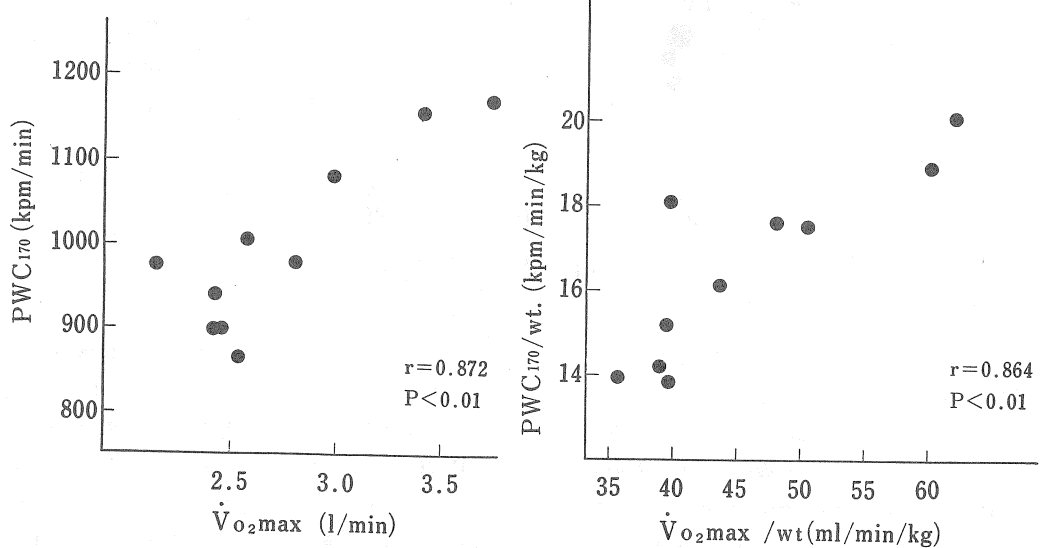 1200
1100
1000
900
800
PWC170 (kpm/min)
r=0.872
P<0.01
2.5 3.0 3.5
V̇o₂max (l/min)
20
18
16
14
PWC170/wt. (kpm/min/kg)
r=0.864
P<0.01
35 40 45 50 55 60
V̇o₂max /wt(ml/min/kg)